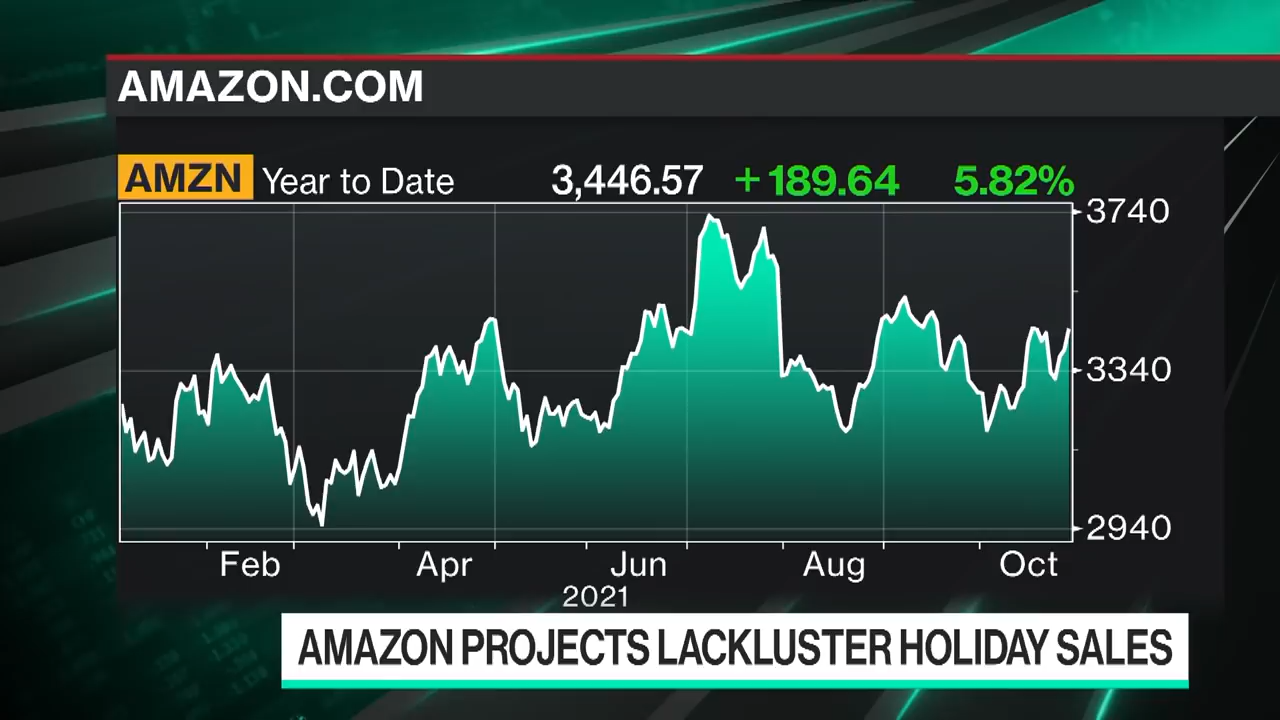 AMAZON.COM
AMZN Year to Date 3,446.57 +189.64 5.82%
3740
3340
2940
Feb Apr Jun Aug Oct
2021
AMAZON PROJECTS LACKLUSTER HOLIDAY SALES